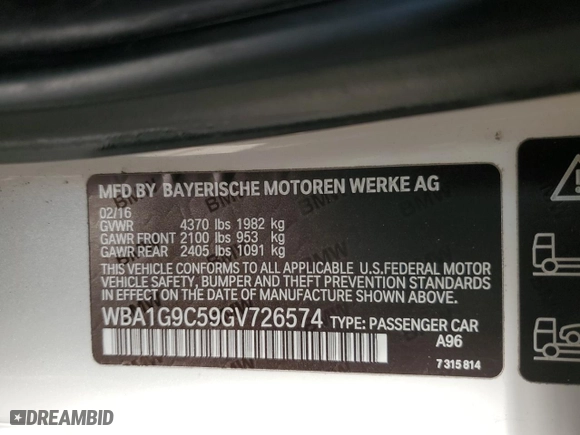 MFD BY BAYERISCHE MOTOREN WERKE AG
02/16
GVWR 4370 lbs 1982 kg
GAWR FRONT 2100 lbs 953 kg
GAWR REAR 2405 lbs 1091 kg
THIS VEHICLE CONFORMS TO ALL APPLICABLE U.S.FEDERAL MOTOR
VEHICLE SAFETY, BUMPER AND THEFT PREVENTION STANDARDS
IN EFFECT ON THE DATE OF MANUFACTURE SHOWN ABOVE.
WBA1G9C59GV726574 TYPE: PASSENGER CAR
A96
7 315 814
DREAMBID